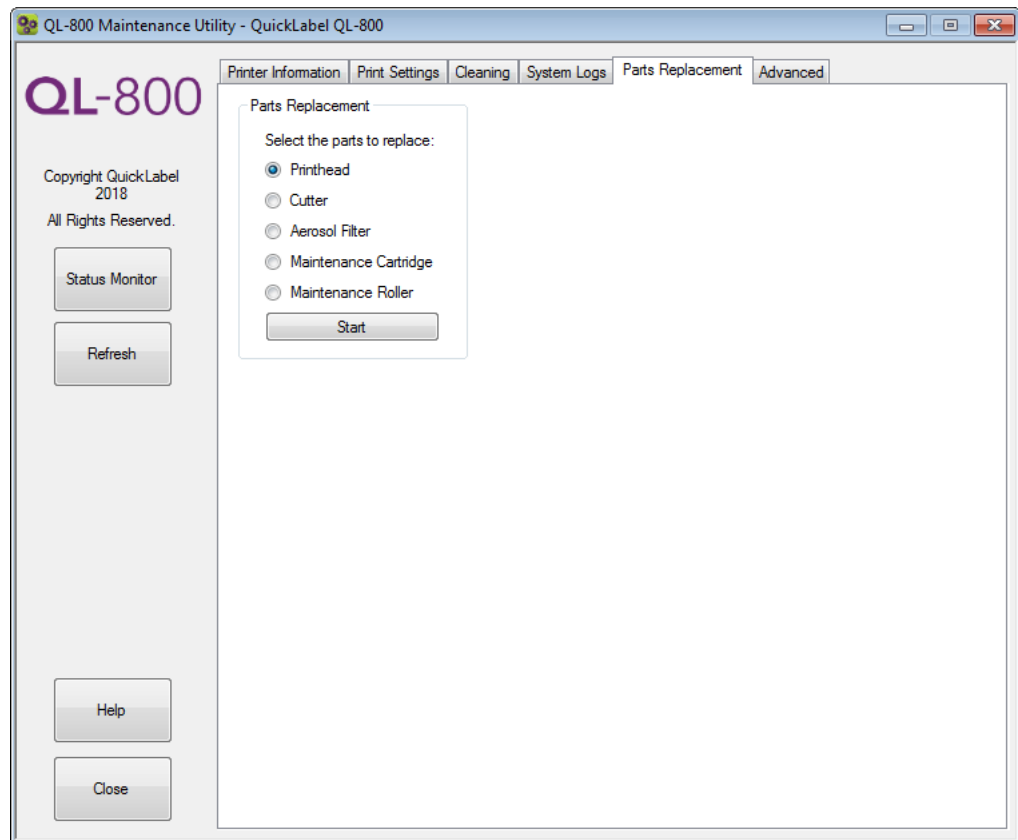 QL-800 Maintenance Utility - QuickLabel QL-800
QL-800
Copyright QuickLabel
2018
All Rights Reserved.
Status Monitor
Refresh
Help
Close
Printer Information Print Settings Cleaning System Logs Parts Replacement Advanced
Parts Replacement
Select the parts to replace:
Printhead
Cutter
Aerosol Filter
Maintenance Cartridge
Maintenance Roller
Start